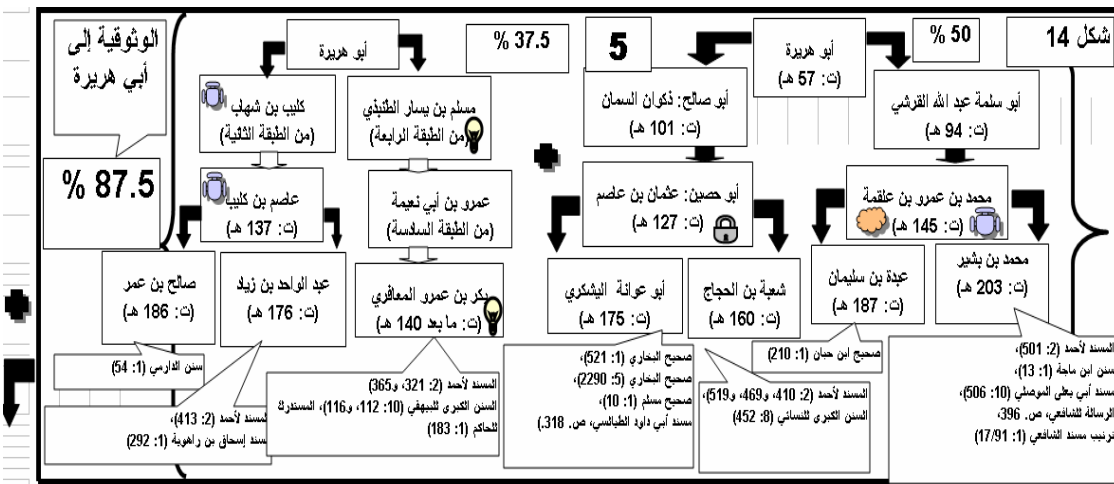 شكل 14
50 %
5
37.5 %
الوثوقية إلى
أبي هريرة
87.5 %
أبو هريرة
(ت: 57 هـ)
أبو سلمة عبد الله القرشي
(ت: 94 هـ)
أبو صالح: ذكوان السمان
(ت: 101 هـ)
محمد بن عمرو بن علقمة
(ت: 145 هـ)
أبو حصين: عثمان بن عاصم
(ت: 127 هـ)
محمد بن بشير
(ت: 203 هـ)
عبدة بن سليمان
(ت: 187 هـ)
شعبة بن الحجاج
(ت: 160 هـ)
أبو عوانة اليشكري
(ت: 175 هـ)
المسند لأحمد (2: 501)،
سنن ابن ماجة (1: 13)،
مسند أبي يعلى الموصلي (10: 506)،
الرسالة للشافعي، ص. 396،
ترتيب مسند الشافعي (1: 17/91)
صحيح ابن حبان (1: 210)
المسند لأحمد (2: 410، و469، و519)،
السنن الكبرى للنسائي (8: 452)
صحيح البخاري (1: 521)،
صحيح البخاري (5: 2290)،
صحيح مسلم (1: 10)،
مسند أبي داود الطيالسي، ص. 318.)
أبو هريرة
مسلم بن يسار الطنبذي
(من الطبقة الرابعة)
كليب بن شهاب
(من الطبقة الثانية)
عمرو بن أبي نعيمة
(من الطبقة السادسة)
عاصم بن كليب
(ت: 137 هـ)
بكر بن عمرو المعافري
(ت: ما بعد 140 هـ)
عبد الواحد بن زياد
(ت: 176 هـ)
صالح بن عمر
(ت: 186 هـ)
المسند لأحمد (2: 321، و365)
السنن الكبرى للبيهقي (10: 112، و116)، المستدرك
للحاكم (1: 183)
المسند لأحمد (2: 413)،
مسند إسحاق بن راهوية (1: 292)
سنن الدارمي (1: 54)